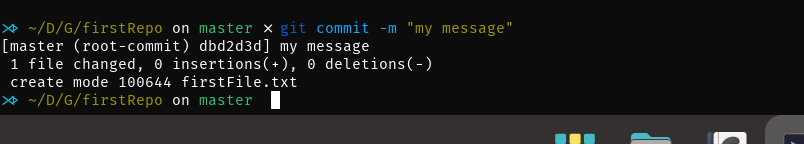 ~/D/G/firstRepo on master × git commit -m "my message"
[master (root-commit) dbd2d3d] my message
1 file changed, 0 insertions(+), 0 deletions(-)
create mode 100644 firstFile.txt
~/D/G/firstRepo on master